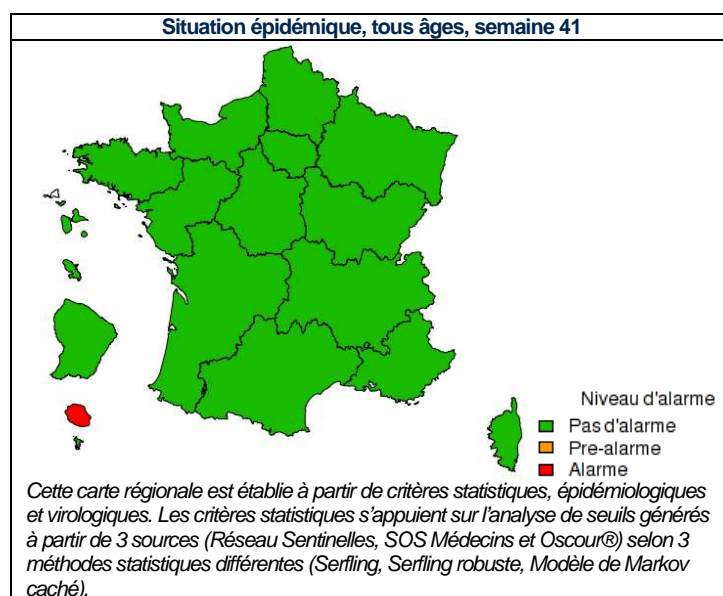 Situation épidémique, tous âges, semaine 41
Niveau d'alarme
Pas d'alarme
Pre-alarme
Alarme
Cette carte régionale est établie à partir de critères statistiques, épidémiologiques
et virologiques. Les critères statistiques s’appuient sur l’analyse de seuils générés
à partir de 3 sources (Réseau Sentinelles, SOS Médecins et Oscour®) selon 3
méthodes statistiques différentes (Serfling, Serfling robuste, Modèle de Markov
caché).